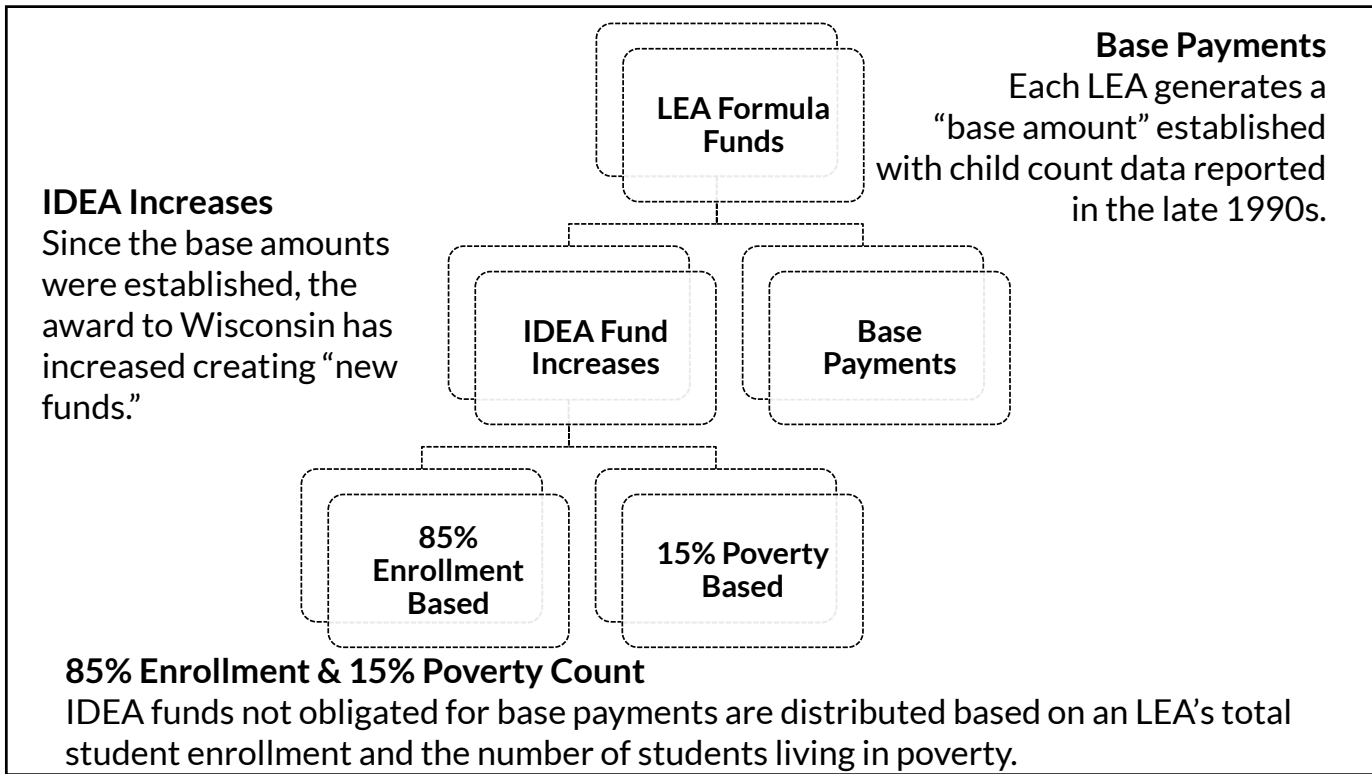 LEA Formula
Funds
Base Payments
Each LEA generates a
“base amount” established
with child count data reported
in the late 1990s.
IDEA Increases
Since the base amounts
were established, the
award to Wisconsin has
increased creating “new
funds.”
IDEA Fund
Increases
Base
Payments
85%
Enrollment
Based
15% Poverty
Based
85% Enrollment & 15% Poverty Count
IDEA funds not obligated for base payments are distributed based on an LEA’s total
student enrollment and the number of students living in poverty.